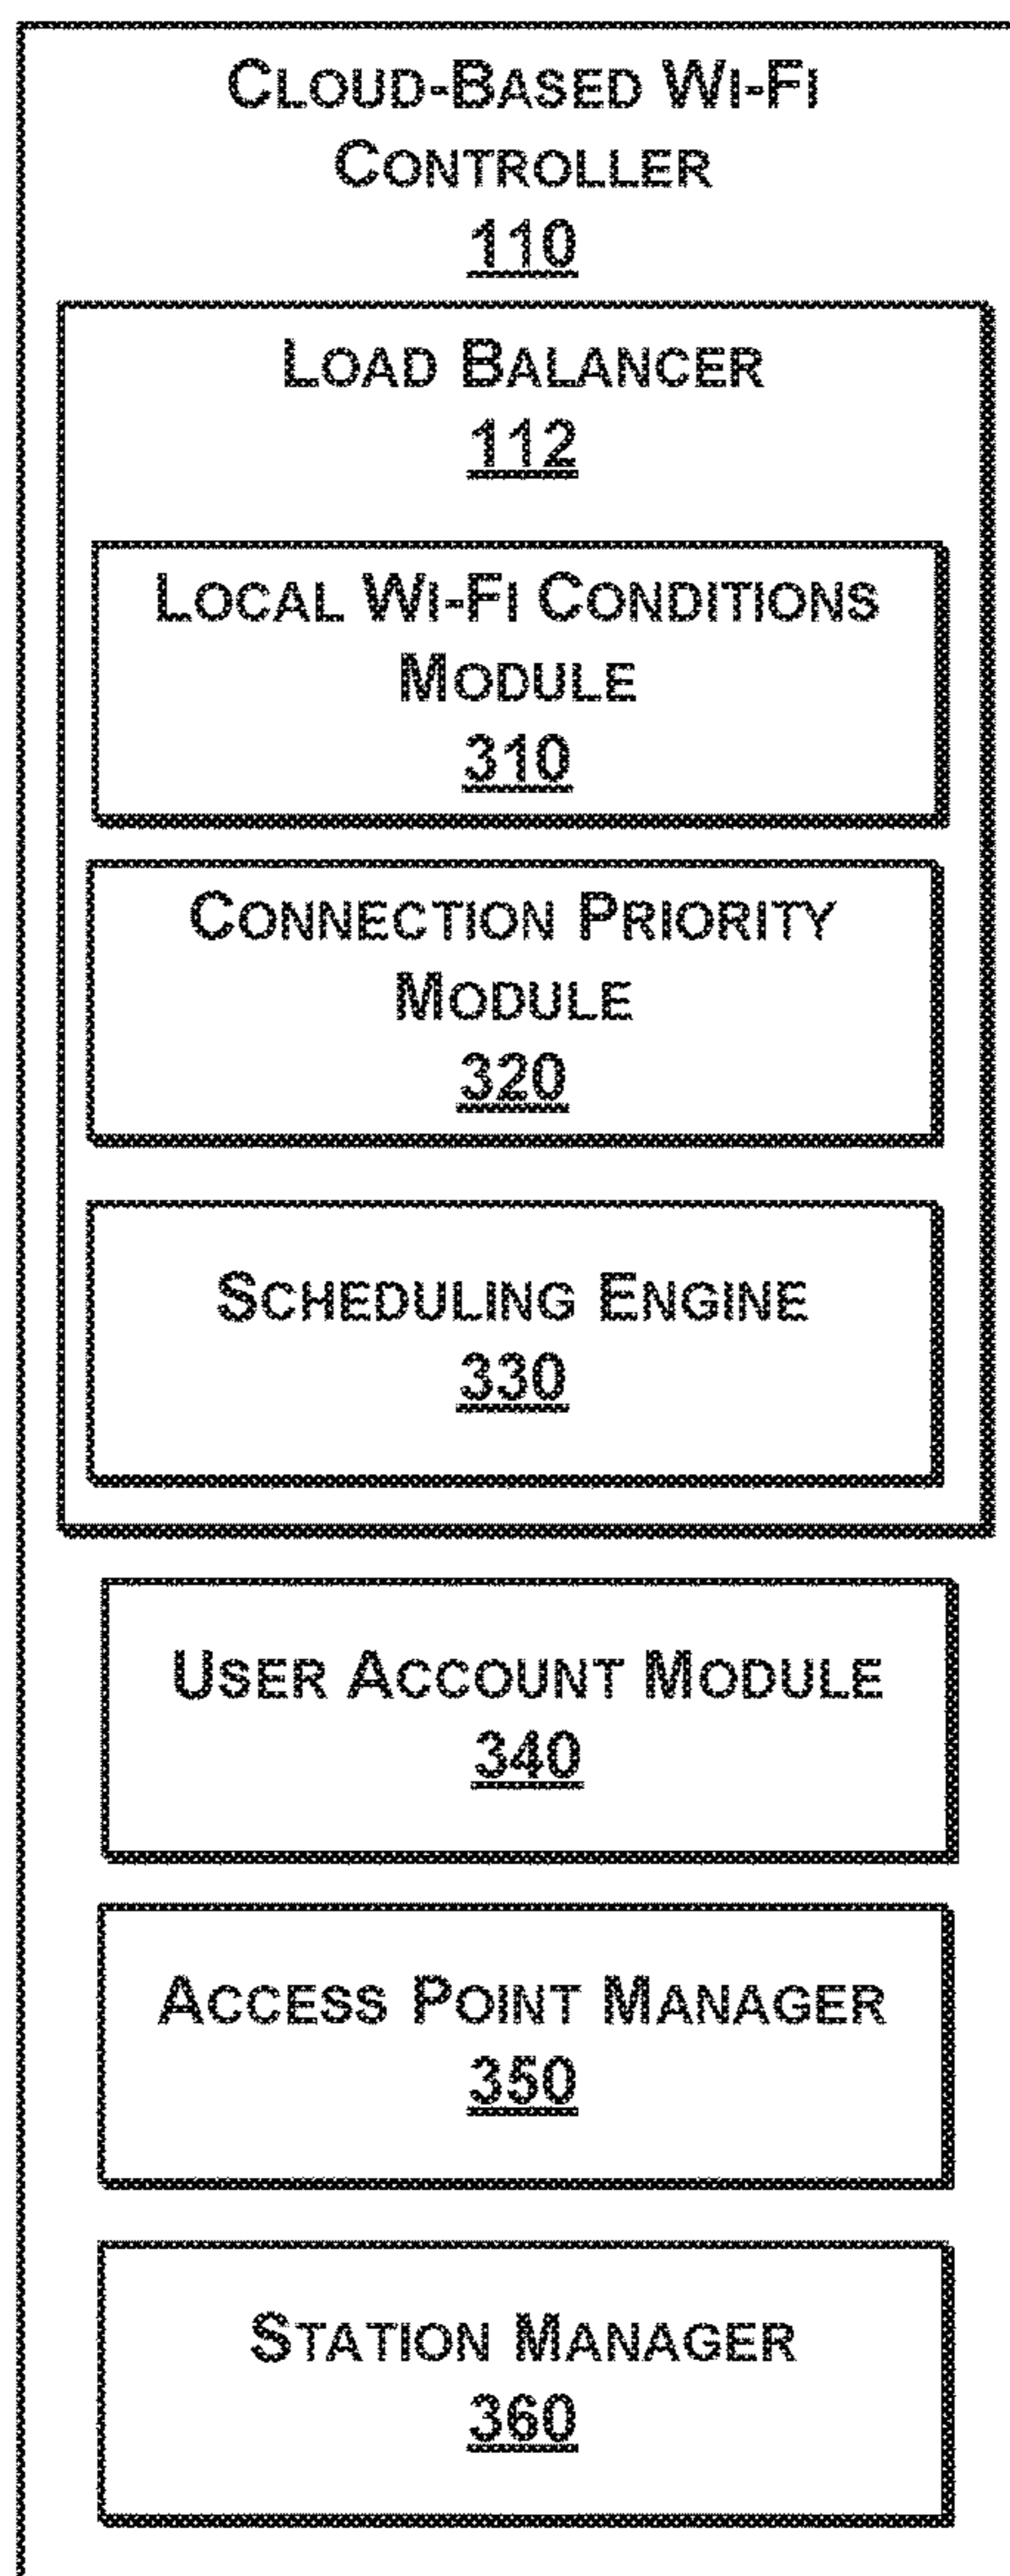 CLOUD-BASED WI-FI
CONTROLLER
110
LOAD BALANCER
112
LOCAL WI-FI CONDITIONS
MODULE
310
CONNECTION PRIORITY
MODULE
320
SCHEDULING ENGINE
330
USER ACCOUNT MODULE
340
ACCESS POINT MANAGER
350
STATION MANAGER
360